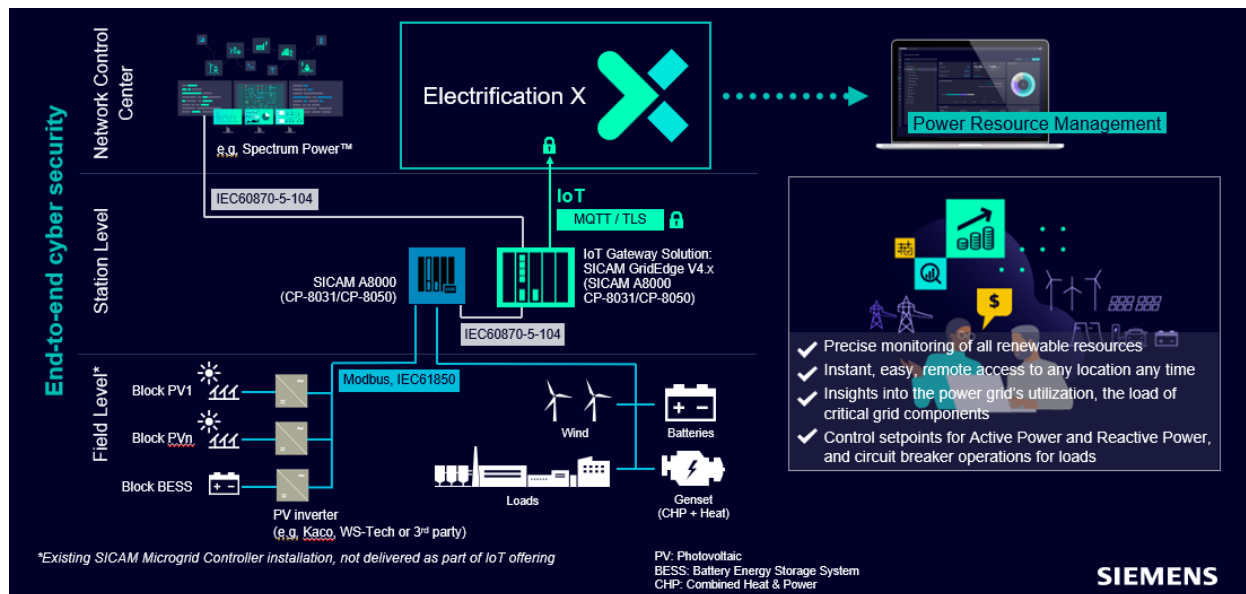 End-to-end cyber security
Network Control
Center
e.g, Spectrum Power™
Electrification X
Power Resource Management
Station Level
IEC60870-5-104
IoT
MQTT / TLS
SICAM A8000
(CP-8031/CP-8050)
IoT Gateway Solution:
SICAM GridEdge V4.x
(SICAM A8000
CP-8031/CP-8050)
IEC60870-5-104
$
Precise monitoring of all renewable resources
Instant, easy, remote access to any location any time
Insights into the power grid's utilization, the load of
critical grid components
Control setpoints for Active Power and Reactive Power,
and circuit breaker operations for loads
Field Level*
Block PV1
Block PVn
Block BESS
Modbus, IEC61850
PV inverter
(e.g, Kaco, WS-Tech or 3rd party)
Wind
Batteries
Loads
Genset
(CHP + Heat)
*Existing SICAM Microgrid Controller installation, not delivered as part of IoT offering
PV: Photovoltaic
BESS: Battery Energy Storage System
CHP: Combined Heat & Power
SIEMENS